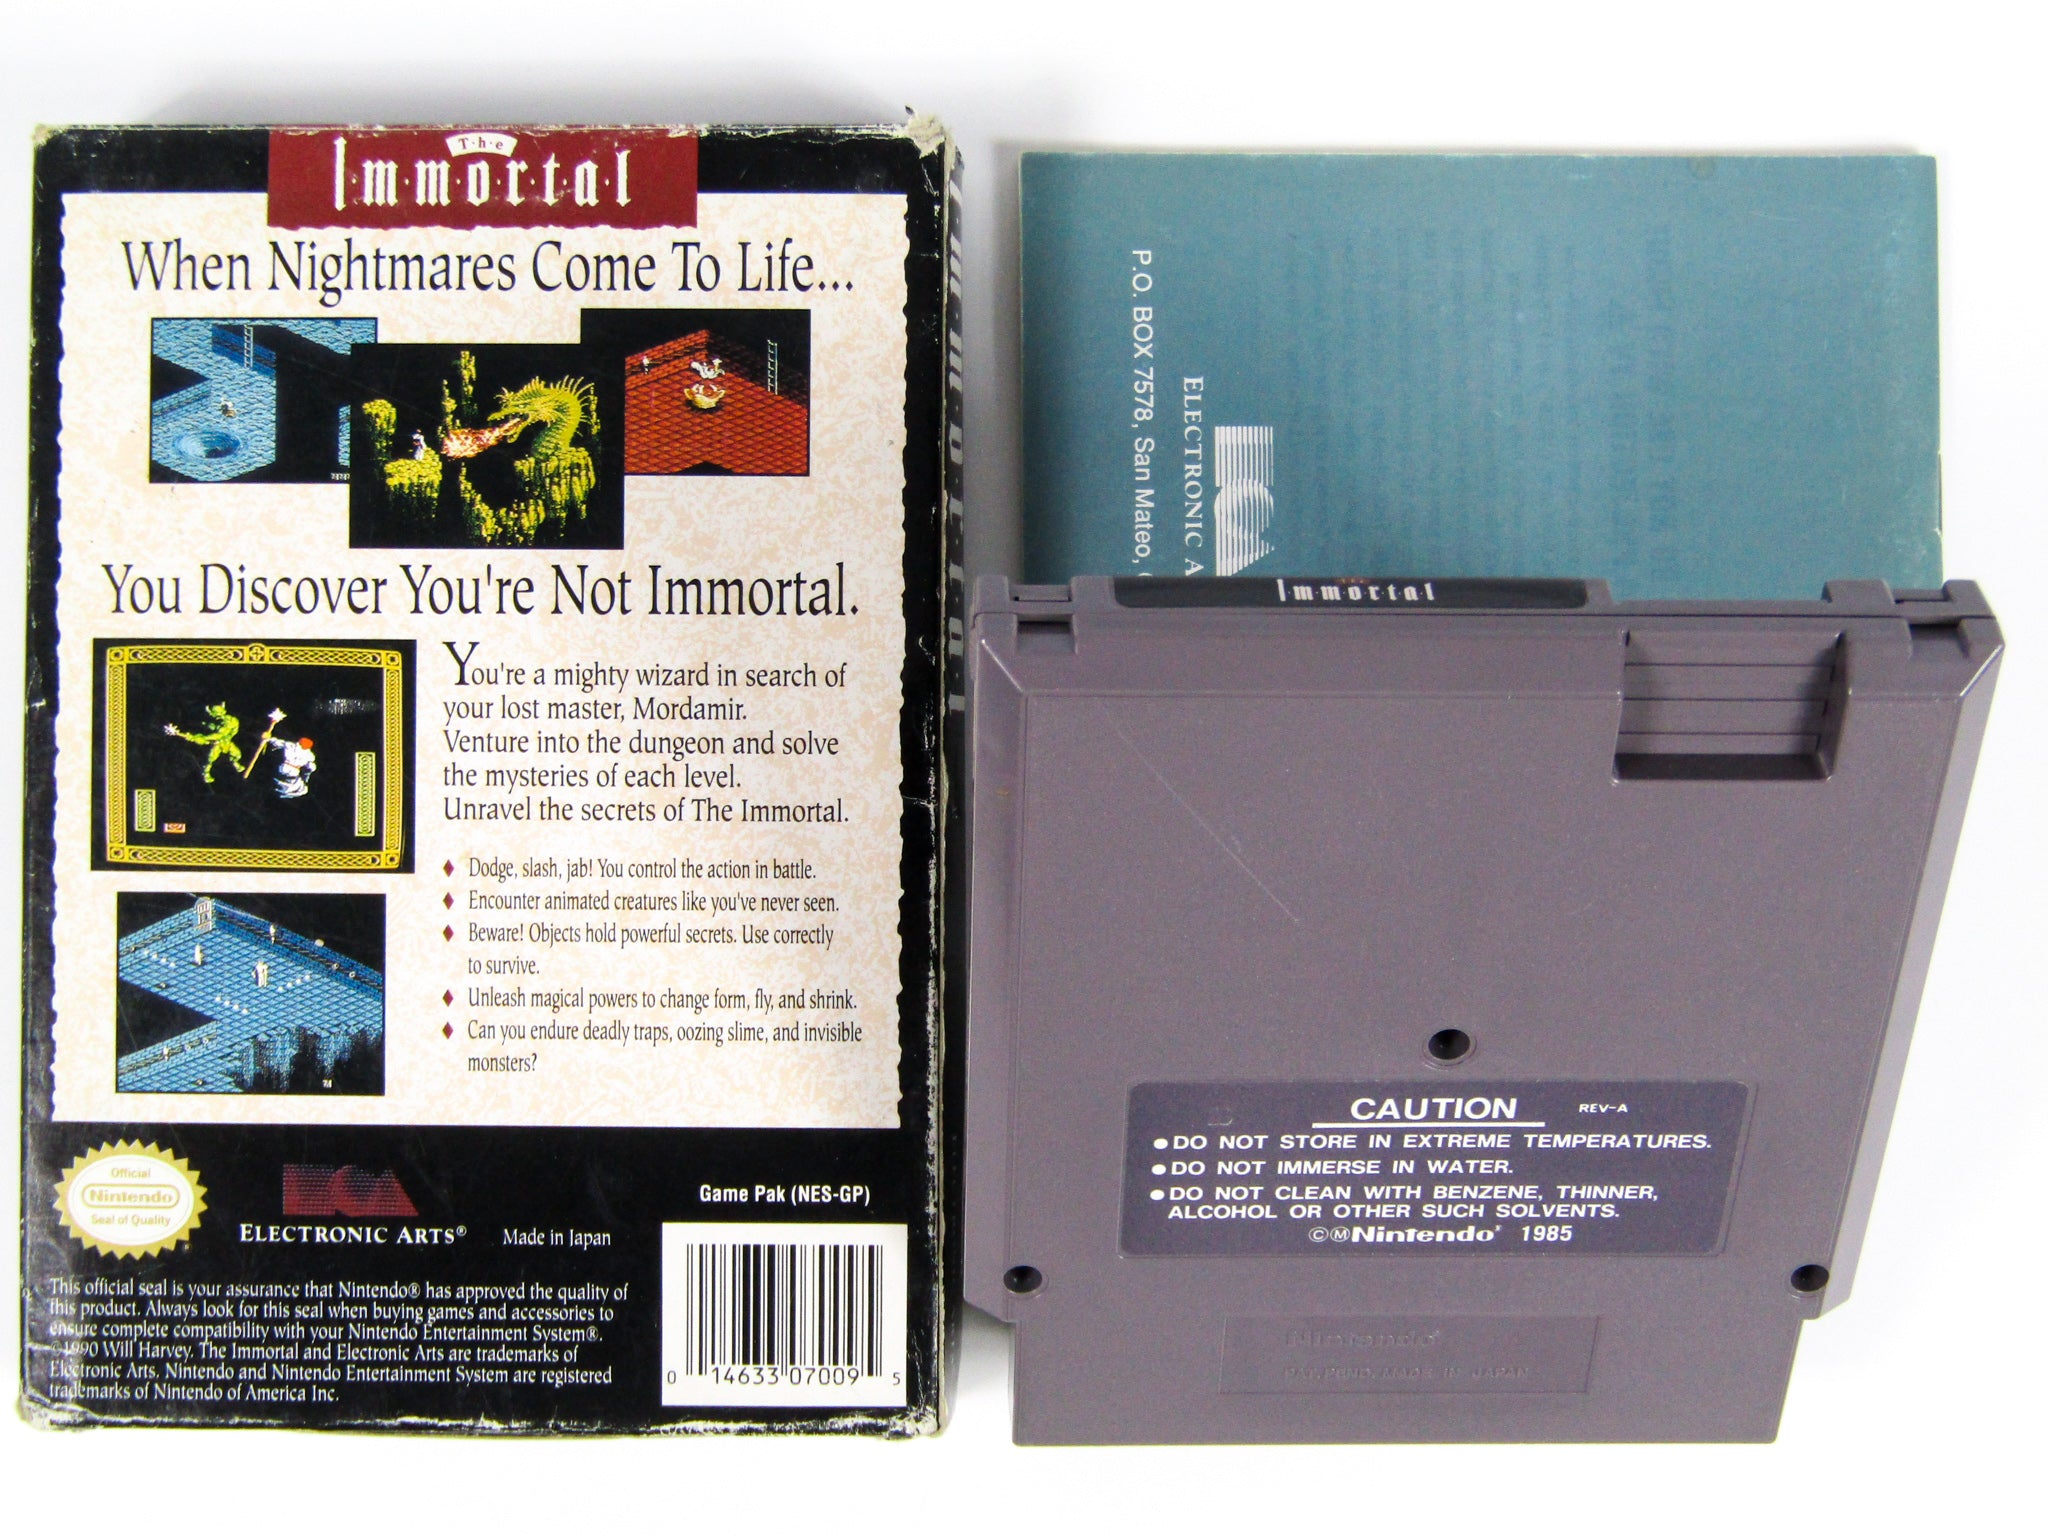 The
I·m·m·o·r·t·a·l
When Nightmares Come To Life...
You Discover You're Not Immortal.
You're a mighty wizard in search of
your lost master, Mordamir.
Venture into the dungeon and solve
the mysteries of each level.
Unravel the secrets of The Immortal.
♦ Dodge, slash, jab! You control the action in battle.
♦ Encounter animated creatures like you've never seen.
♦ Beware! Objects hold powerful secrets. Use correctly
to survive.
♦ Unleash magical powers to change form, fly, and shrink.
♦ Can you endure deadly traps, oozing slime, and invisible
monsters?
Official
Nintendo
Seal of Quality
ELECTRONIC ARTS®
Made in Japan
Game Pak (NES-GP)
This official seal is your assurance that Nintendo® has approved the quality of
this product. Always look for this seal when buying games and accessories to
ensure complete compatibility with your Nintendo Entertainment System®.
©1990 Will Harvey. The Immortal and Electronic Arts are trademarks of
Electronic Arts. Nintendo and Nintendo Entertainment System are registered
trademarks of Nintendo of America Inc.
0 14633 07009 5
ELECTRONIC A
P.O. BOX 7578, San Mateo,
Immortal
CAUTION REV-A
●DO NOT STORE IN EXTREME TEMPERATURES.
●DO NOT IMMERSE IN WATER.
●DO NOT CLEAN WITH BENZENE, THINNER,
ALCOHOL OR OTHER SUCH SOLVENTS.
©ⓂNintendo® 1985
Nintendo®
PAT. PEND. MADE IN JAPAN